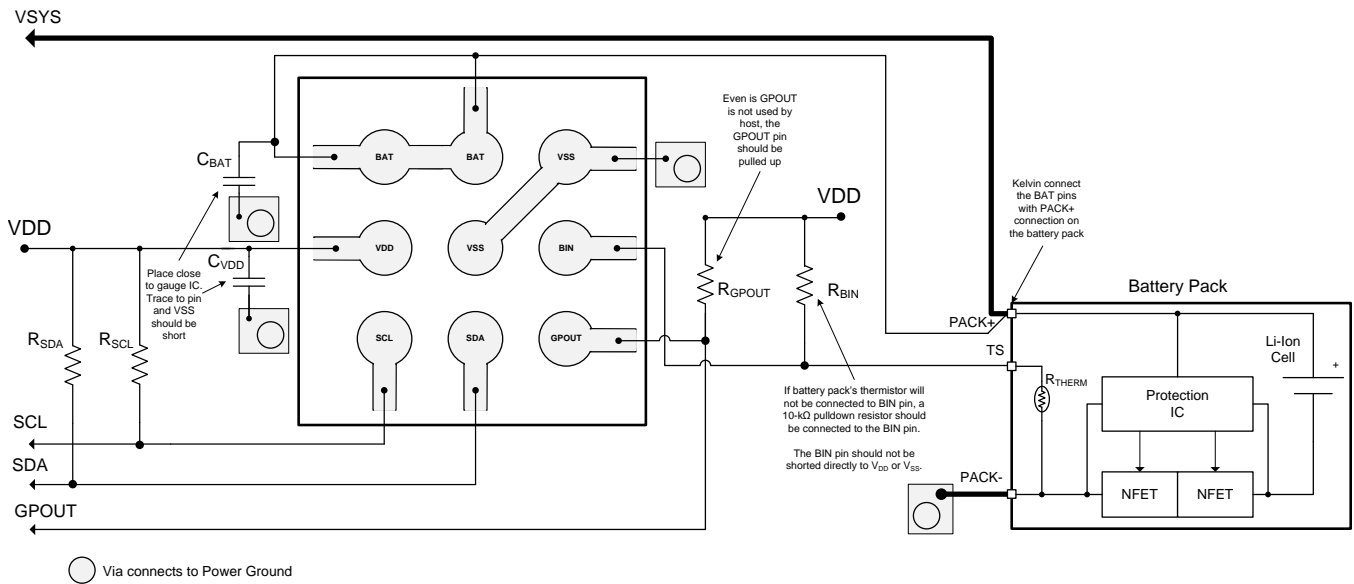 VSYS
Even is GPOUT
is not used by
host, the
GPOUT pin
should be
pulled up
BAT
BAT
VSS
CBAT
VDD
Kelvin connect
the BAT pins
with PACK+
connection on
the battery pack
VDD
VDD
VSS
BIN
CVDD
Place close
to gauge IC.
Trace to pin
and VSS
should be
short
RGPOUT
RBIN
Battery Pack
PACK+
RSDA
RSCL
SCL
SDA
GPOUT
TS
Li-Ion
Cell
+
RTHERM
Protection
IC
If battery pack's thermistor will
not be connected to BIN pin, a
10-kΩ pulldown resistor should
be connected to the BIN pin.
The BIN pin should not be
shorted directly to VDD or VSS.
SCL
SDA
PACK-
NFET
NFET
GPOUT
Via connects to Power Ground